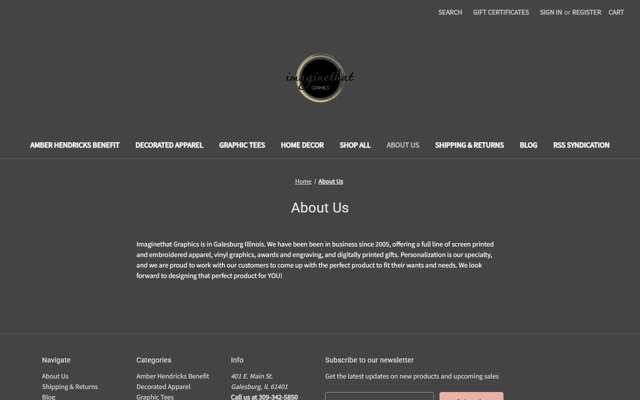 SEARCH GIFT CERTIFICATES SIGN IN or REGISTER CART
imaginethat
GRAPHICS
AMBER HENDRICKS BENEFIT DECORATED APPAREL GRAPHIC TEES HOME DECOR SHOP ALL ABOUT US SHIPPING & RETURNS BLOG RSS SYNDICATION
Home / About Us
About Us
Imaginethat Graphics is in Galesburg Illinois. We have been been in business since 2005, offering a full line of screen printed
and embroidered apparel, vinyl graphics, awards and engraving, and digitally printed gifts. Personalization is our specialty,
and we are proud to work with our customers to come up with the perfect product to fit their wants and needs. We look
forward to designing that perfect product for YOU!
Navigate
About Us
Shipping & Returns
Blog
Categories
Amber Hendricks Benefit
Decorated Apparel
Graphic Tees
Info
401 E. Main St.
Galesburg, IL 61401
Call us at 309-342-5850
Subscribe to our newsletter
Get the latest updates on new products and upcoming sales